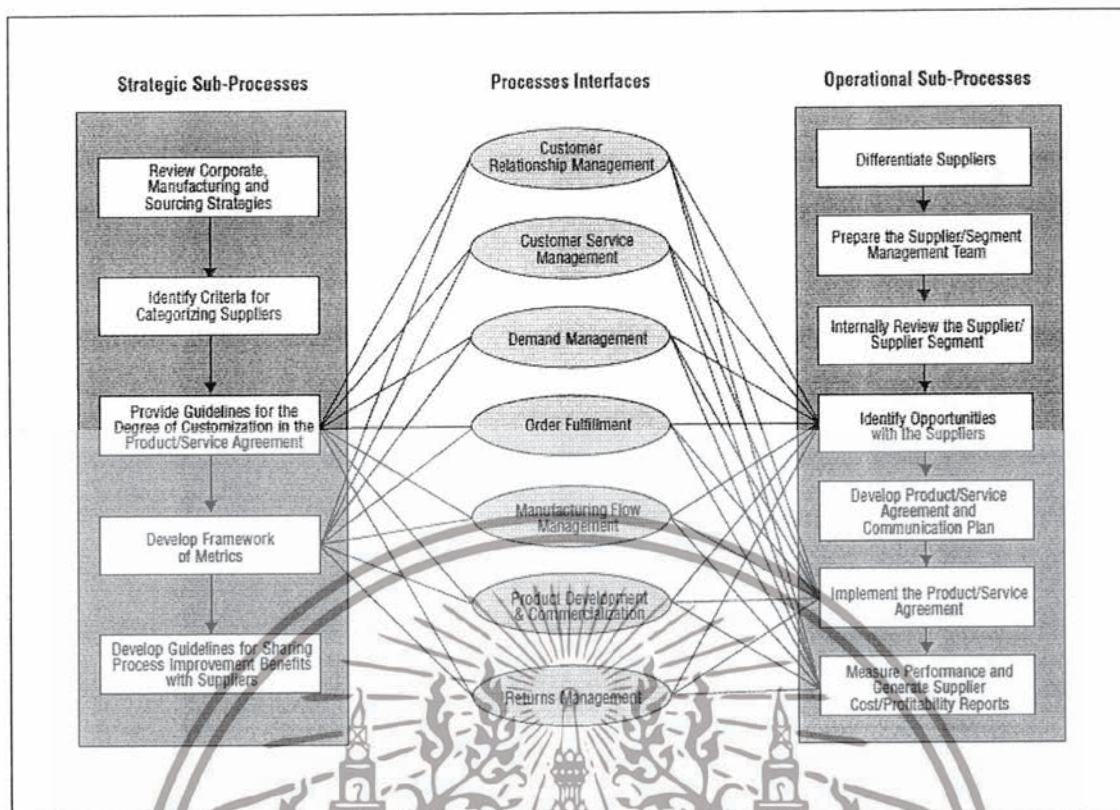 Strategic Sub-Processes
Review Corporate,
Manufacturing and
Sourcing Strategies
Identify Criteria for
Categorizing Suppliers
Provide Guidelines for the
Degree of Customization in the
Product/Service Agreement
Develop Framework
of Metrics
Develop Guidelines for Sharing
Process Improvement Benefits
with Suppliers
Processes Interfaces
Customer
Relationship Management
Customer Service
Management
Demand Management
Order Fulfillment
Manufacturing Flow
Management
Product Development
& Commercialization
Returns Management
Operational Sub-Processes
Differentiate Suppliers
Prepare the Supplier/Segment
Management Team
Internally Review the Supplier/
Supplier Segment
Identify Opportunities
with the Suppliers
Develop Product/Service
Agreement and
Communication Plan
Implement the Product/Service
Agreement
Measure Performance and
Generate Supplier
Cost/Profitability Reports